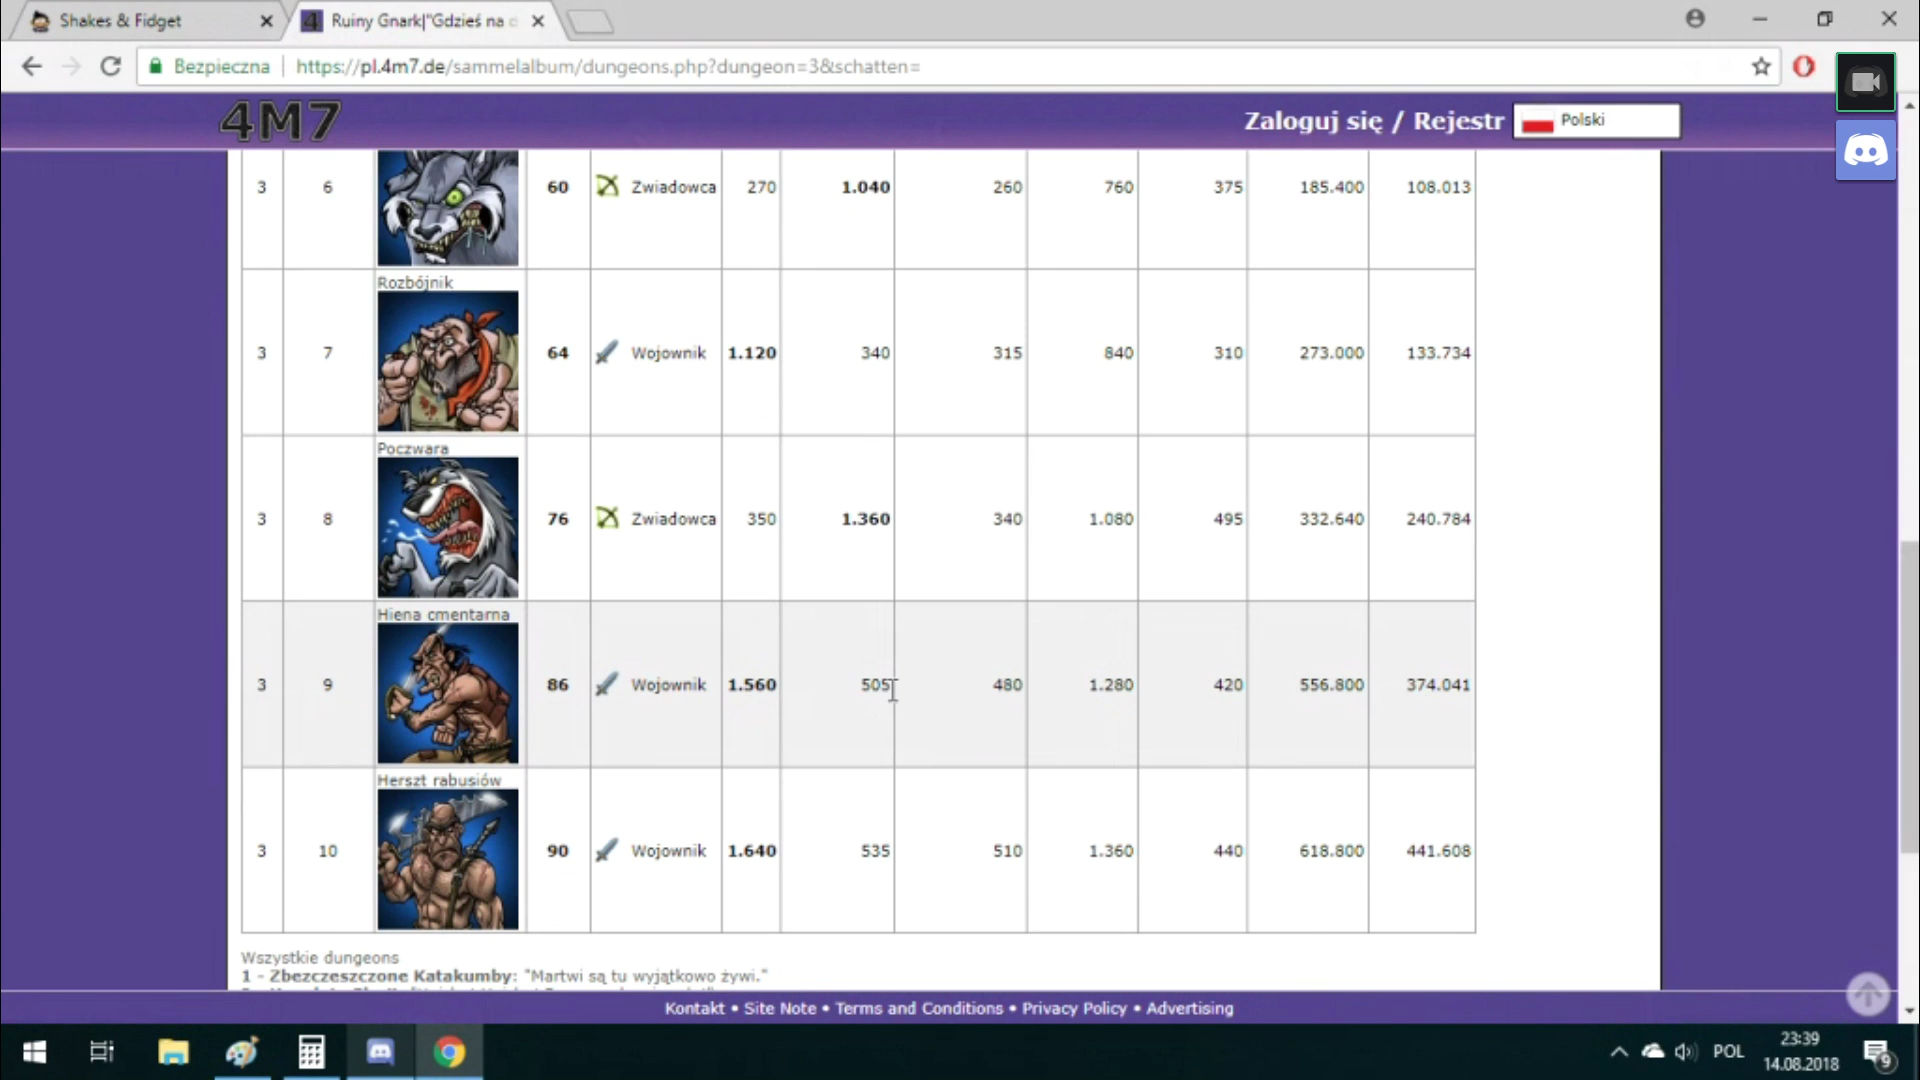 Shakes & Fidget
Ruiny Gnark|"Gdzieś na d
Bezpieczna
https://pl.4m7.de/sammelalbum/dungeons.php?dungeon=3&schatten=
4M7
Zaloguj się / Rejestr
Polski
3 6 60 Zwiadowca 270 1.040 260 760 375 185.400 108.013
Rozbójnik
3 7 64 Wojownik 1.120 340 315 840 310 273.000 133.734
Poczwara
3 8 76 Zwiadowca 350 1.360 340 1.080 495 332.640 240.784
Hiena cmentarna
3 9 86 Wojownik 1.560 505 480 1.280 420 556.800 374.041
Herszt rabusiów
3 10 90 Wojownik 1.640 535 510 1.360 440 618.800 441.608
Wszystkie dungeons
1 - Zbezczeszczone Katakumby: "Martwi są tu wyjątkowo żywi."
Kontakt • Site Note • Terms and Conditions • Privacy Policy • Advertising
POL
23:39
14.08.2018
9